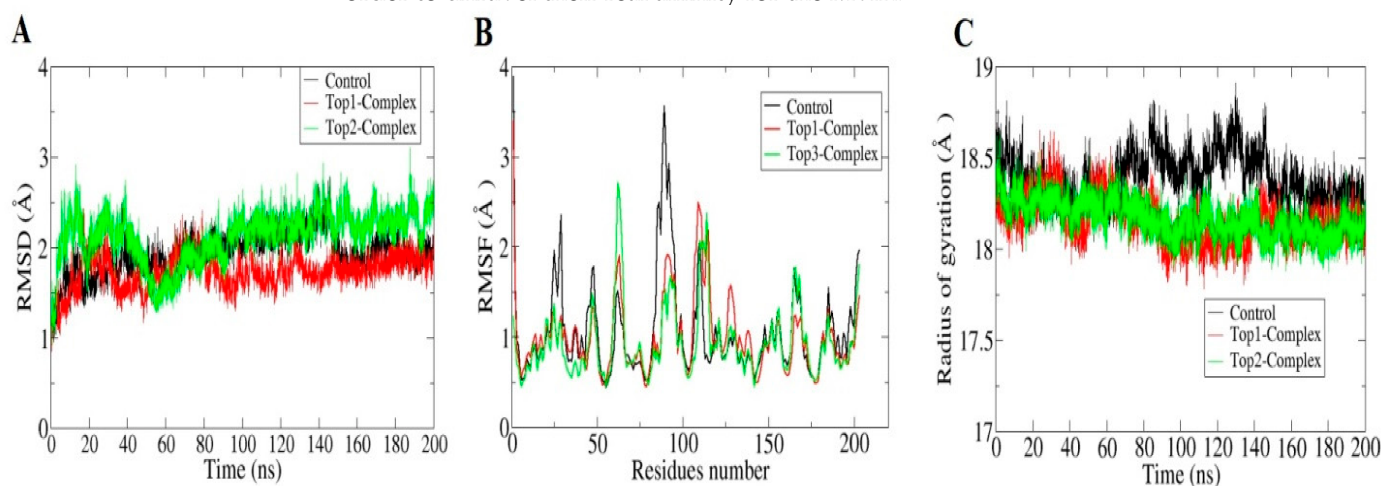 A
B
C
4
3
2
1
0
RMSD (Å)
Control
Top1-Complex
Top2-Complex
0 20 40 60 80 100 120 140 160 180 200
Time (ns)
4
3
2
1
0
RMSF (Å )
Control
Top1-Complex
Top3-Complex
0 50 100 150 200
Residues number
19
18.5
18
17.5
17
Radius of gyration (Å )
Control
Top1-Complex
Top2-Complex
0 20 40 60 80 100 120 140 160 180 200
Time (ns)